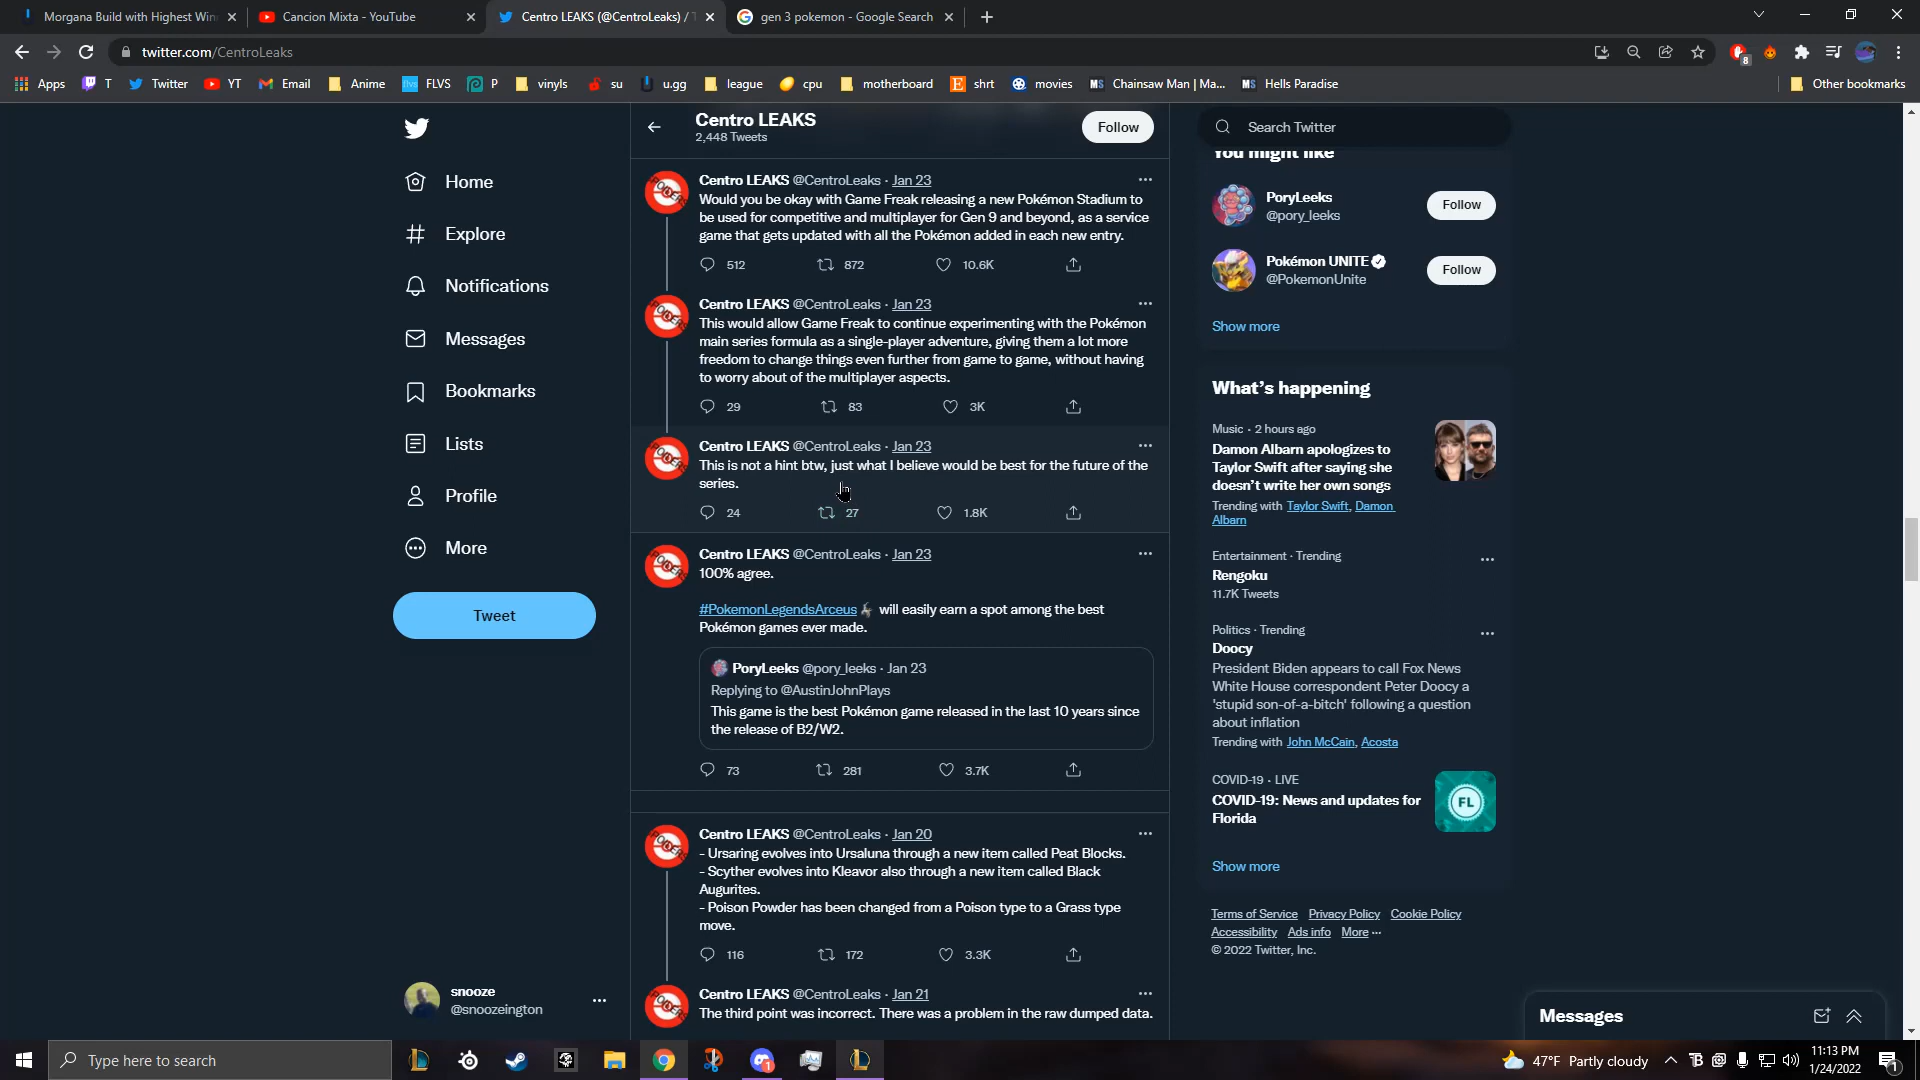 Morgana Build with Highest Win
Cancion Mixta - YouTube
Centro LEAKS (@CentroLeaks) / T
gen 3 pokemon - Google Search
twitter.com/CentroLeaks
8
Apps
T
Twitter
YT
Email
Anime
FLVS
P
vinyls
su
u.gg
league
cpu
motherboard
shrt
movies
Chainsaw Man | Ma...
Hells Paradise
Other bookmarks
Home
Explore
Notifications
Messages
Bookmarks
Lists
Profile
More
Tweet
snooze
@snoozeington
Centro LEAKS
2,448 Tweets
Follow
Centro LEAKS @CentroLeaks · Jan 23
Would you be okay with Game Freak releasing a new Pokémon Stadium to
be used for competitive and multiplayer for Gen 9 and beyond, as a service
game that gets updated with all the Pokémon added in each new entry.
512 872 10.6K
Centro LEAKS @CentroLeaks · Jan 23
This would allow Game Freak to continue experimenting with the Pokémon
main series formula as a single-player adventure, giving them a lot more
freedom to change things even further from game to game, without having
to worry about of the multiplayer aspects.
29 83 3K
Centro LEAKS @CentroLeaks · Jan 23
This is not a hint btw, just what I believe would be best for the future of the
series.
24 27 1.8K
Centro LEAKS @CentroLeaks · Jan 23
100% agree.
#PokemonLegendsArceus will easily earn a spot among the best
Pokémon games ever made.
PoryLeeks @pory_leeks · Jan 23
Replying to @AustinJohnPlays
This game is the best Pokémon game released in the last 10 years since
the release of B2/W2.
73 281 3.7K
Centro LEAKS @CentroLeaks · Jan 20
- Ursaring evolves into Ursaluna through a new item called Peat Blocks.
- Scyther evolves into Kleavor also through a new item called Black
Augurites.
- Poison Powder has been changed from a Poison type to a Grass type
move.
116 172 3.3K
Centro LEAKS @CentroLeaks · Jan 21
The third point was incorrect. There was a problem in the raw dumped data.
Search Twitter
You might like
PoryLeeks
@pory_leeks
Follow
Pokémon UNITE
@PokemonUnite
Follow
Show more
What's happening
Music · 2 hours ago
Damon Albarn apologizes to
Taylor Swift after saying she
doesn't write her own songs
Trending with Taylor Swift, Damon
Albarn
Entertainment · Trending
Rengoku
11.7K Tweets
Politics · Trending
Doocy
President Biden appears to call Fox News
White House correspondent Peter Doocy a
'stupid son-of-a-bitch' following a question
about inflation
Trending with John McCain, Acosta
COVID-19 · LIVE
COVID-19: News and updates for
Florida
FL
Show more
Terms of Service Privacy Policy Cookie Policy
Accessibility Ads info More ···
© 2022 Twitter, Inc.
Messages
Type here to search
47°F Partly cloudy
11:13 PM
1/24/2022
1